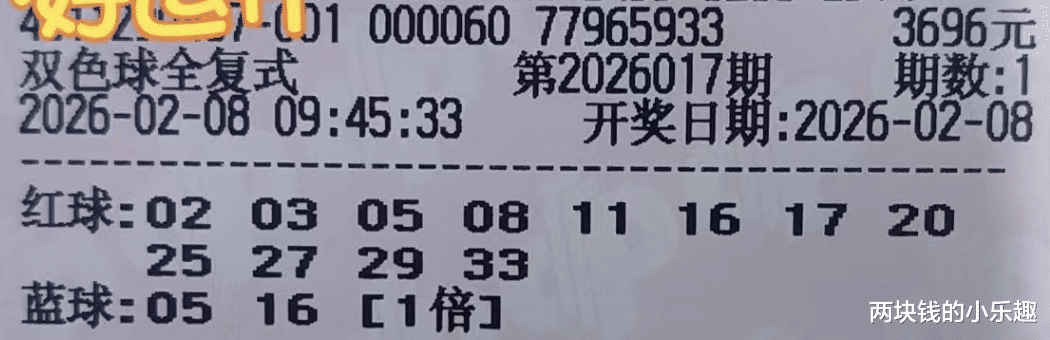 好运
001 000060 77965933 3696元
双色球全复式 第2026017期 期数:1
2026-02-08 09:45:33 开奖日期:2026-02-08
红球:02 03 05 08 11 16 17 20
25 27 29 33
蓝球:05 16 [1倍]
两块钱的小乐趣